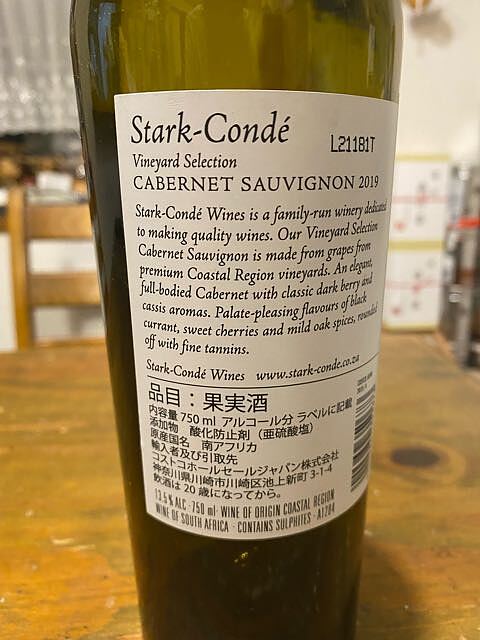 Stark-Condé
L21181T
Vineyard Selection
CABERNET SAUVIGNON 2019
Stark-Condé Wines is a family-run winery dedicated
to making quality wines. Our Vineyard Selection
Cabernet Sauvignon is made from grapes from
premium Coastal Region vineyards. An elegant,
full-bodied Cabernet with classic dark berry and
cassis aromas. Palate-pleasing flavours of black
currant, sweet cherries and mild oak spices, rounded
off with fine tannins.
Stark-Condé Wines www.stark-conde.co.za
品目：果実酒
内容量 750 ml アルコール分 ラベルに記載
添加物 酸化防止剤（亜硫酸塩）
原産国名 南アフリカ
輸入者及び引取先
コストコホールセールジャパン株式会社
神奈川県川崎市川崎区池上新町 3-1-4
飲酒は 20 歳になってから。
13.5% ALC · 750 ml · WINE OF ORIGIN COASTAL REGION
WINE OF SOUTH AFRICA · CONTAINS SULPHITES · A1284